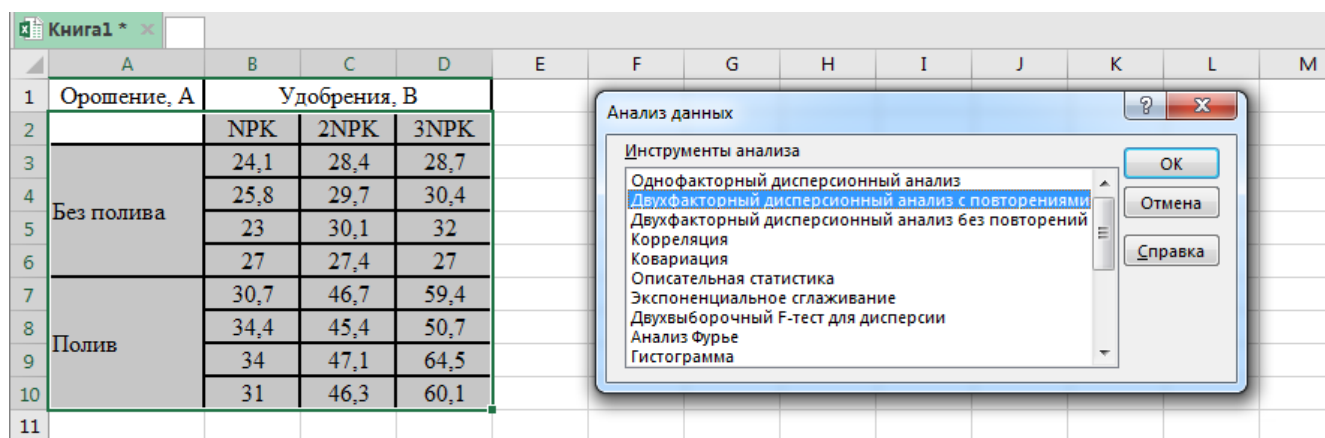 Книга1 *
A B C D E F G H I J K L M
1 Орошение, A Удобрения, B
2 NPK 2NPK 3NPK
3 24,1 28,4 28,7
4 25,8 29,7 30,4
Без полива
5 23 30,1 32
6 27 27,4 27
7 30,7 46,7 59,4
8 34,4 45,4 50,7
Полив
9 34 47,1 64,5
10 31 46,3 60,1
11
Анализ данных
?
Инструменты анализа
Однофакторный дисперсионный анализ
Двухфакторный дисперсионный анализ с повторениями
Двухфакторный дисперсионный анализ без повторений
Корреляция
Ковариация
Описательная статистика
Экспоненциальное сглаживание
Двухвыборочный F-тест для дисперсии
Анализ Фурье
Гистограмма
ОК
Отмена
Справка